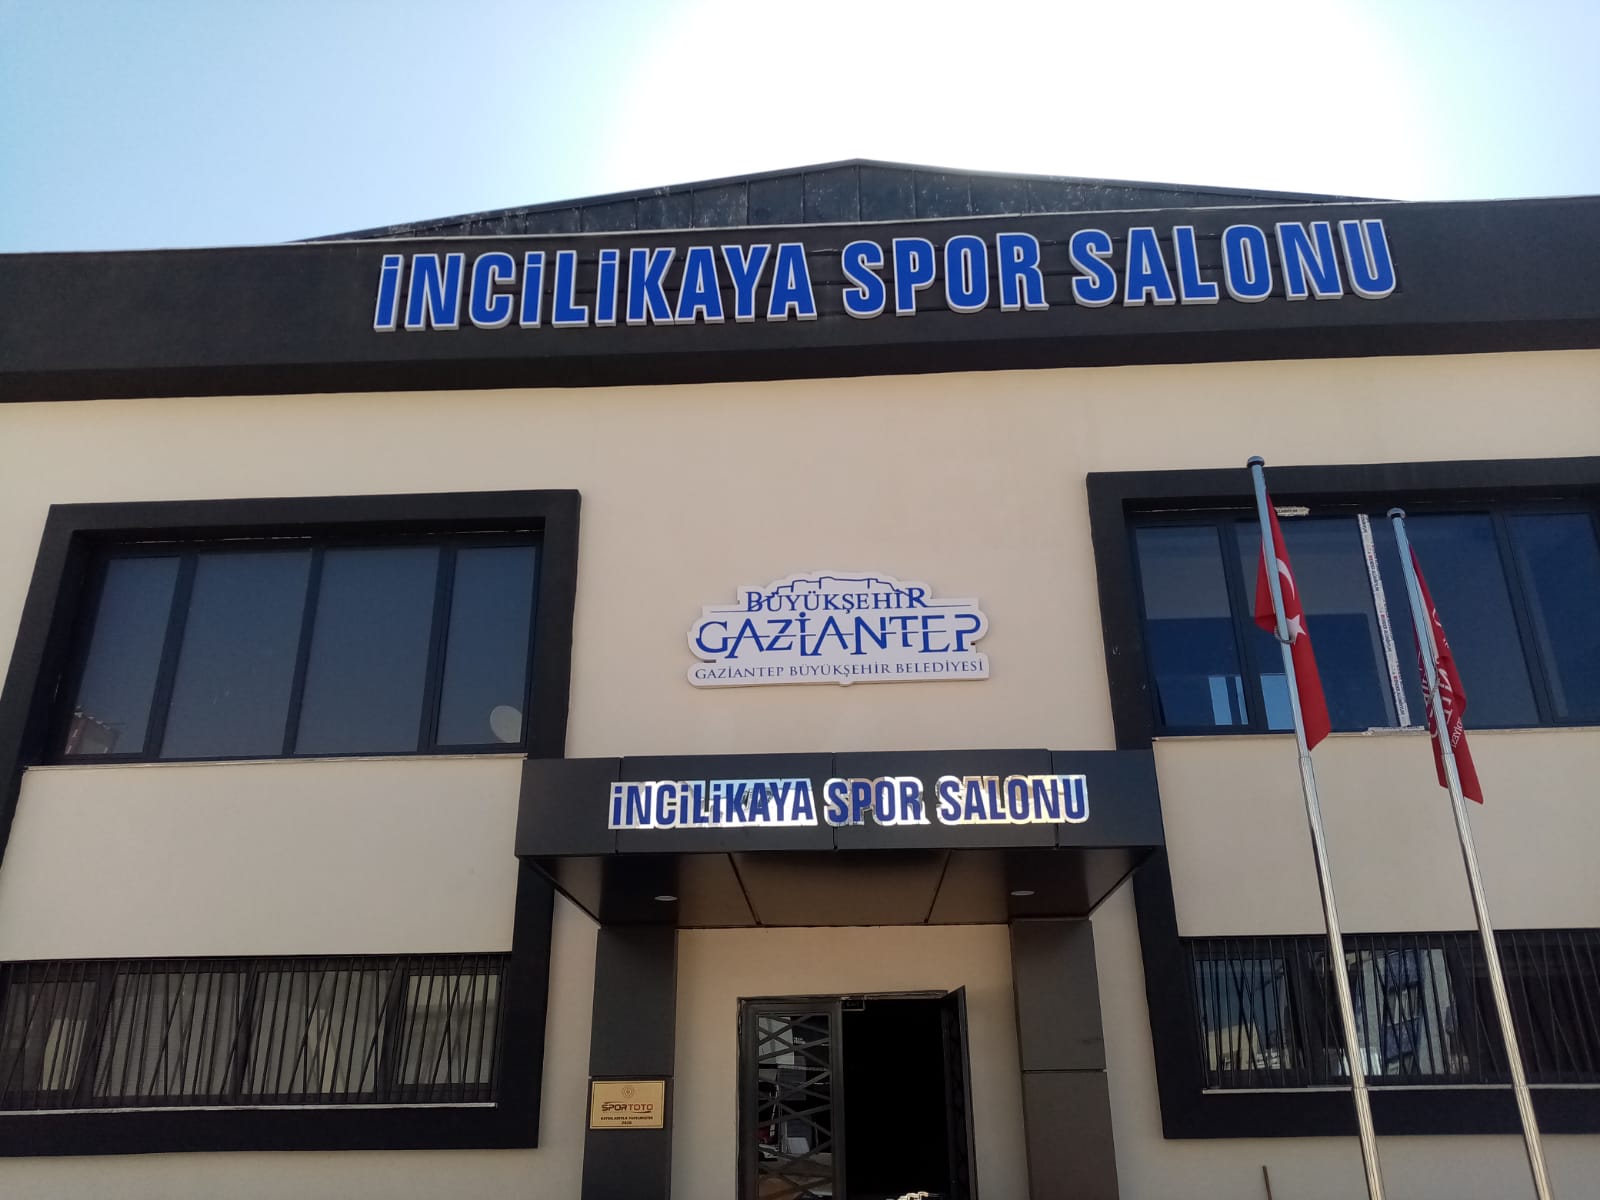 İNCİLİKAYA SPOR SALONU
BÜYÜKŞEHİR
GAZİANTEP
GAZİANTEP BÜYÜKŞEHİR BELEDİYESİ
İNCİLİKAYA SPOR SALONU
SPORTOTO